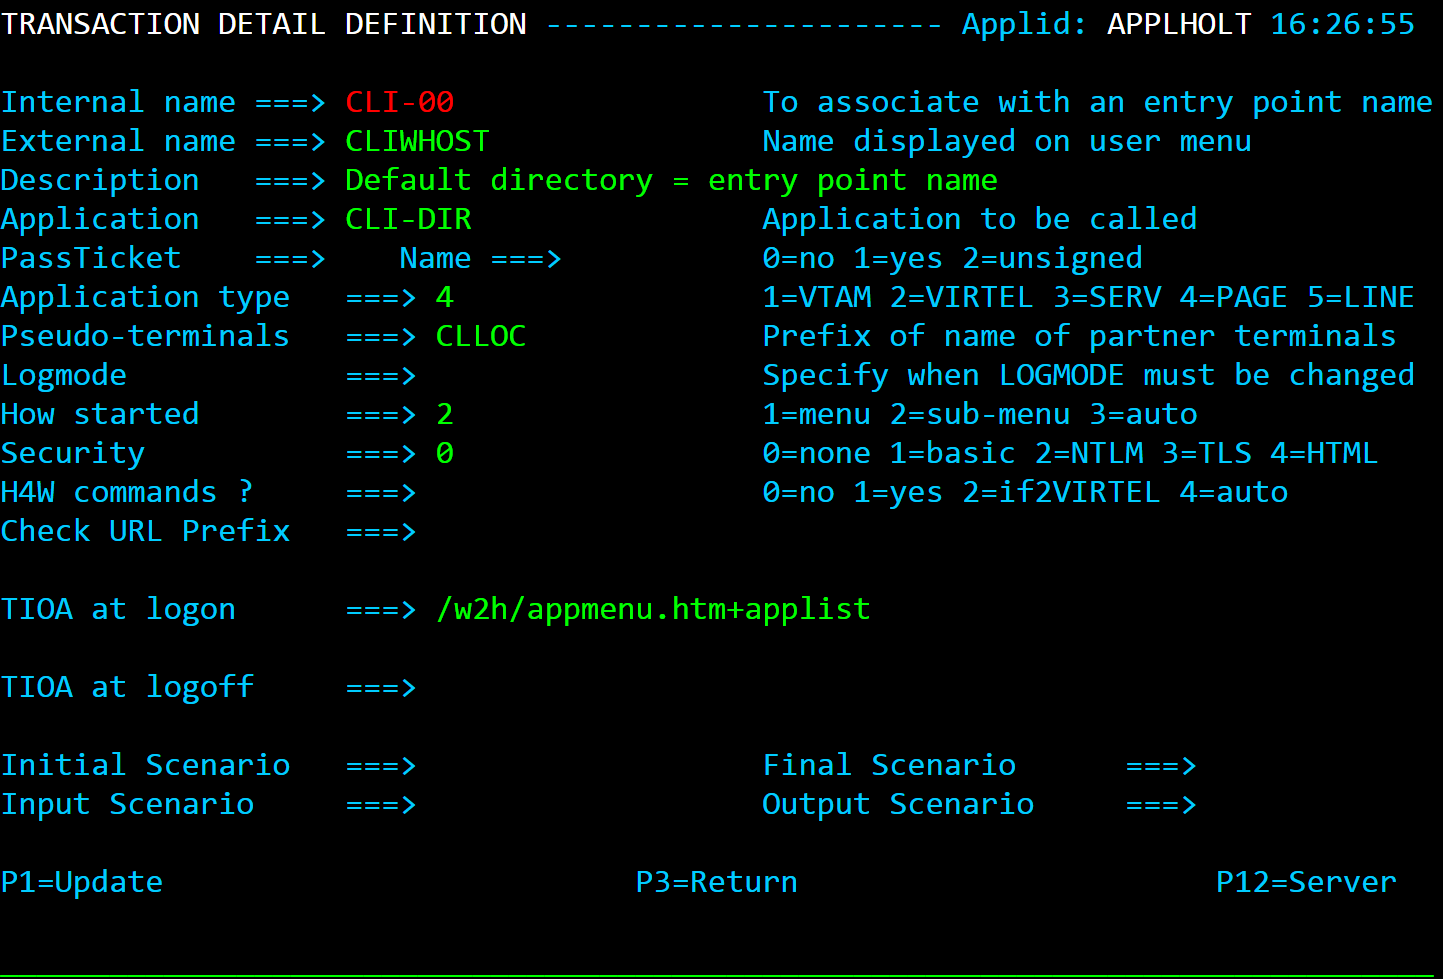 TRANSACTION DETAIL DEFINITION ---------------------- Applid: APPLHOLT 16:26:55
Internal name ===> CLI-00 To associate with an entry point name
External name ===> CLIWHOST Name displayed on user menu
Description ===> Default directory = entry point name
Application ===> CLI-DIR Application to be called
PassTicket ===> Name ===> 0=no 1=yes 2=unsigned
Application type ===> 4 1=VTAM 2=VIRTEL 3=SERV 4=PAGE 5=LINE
Pseudo-terminals ===> CLLOC Prefix of name of partner terminals
Logmode ===> Specify when LOGMODE must be changed
How started ===> 2 1=menu 2=sub-menu 3=auto
Security ===> 0 0=none 1=basic 2=NTLM 3=TLS 4=HTML
H4W commands ? ===> 0=no 1=yes 2=if2VIRTEL 4=auto
Check URL Prefix ===>
TIOA at logon ===> /w2h/appmenu.htm+applist
TIOA at logoff ===>
Initial Scenario ===> Final Scenario ===>
Input Scenario ===> Output Scenario ===>
P1=Update P3=Return P12=Server